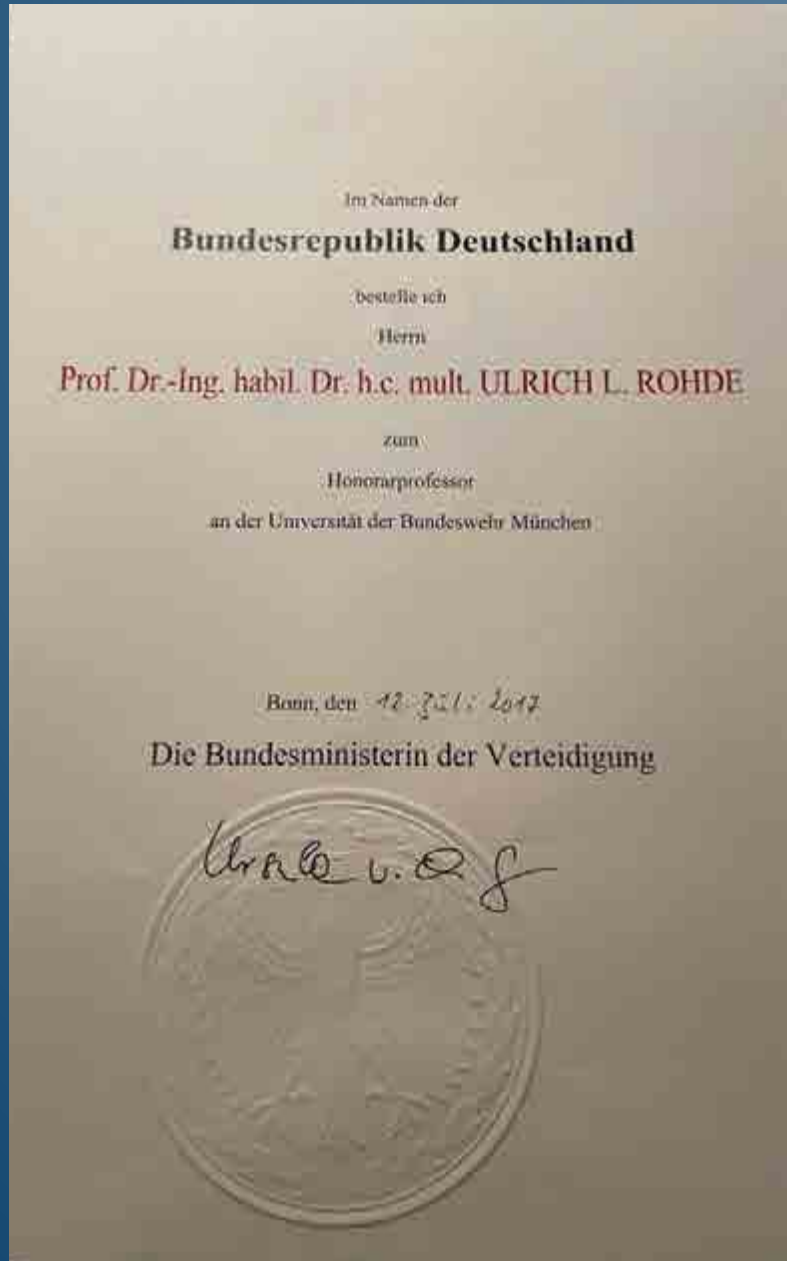 Im Namen der
Bundesrepublik Deutschland
bestelle ich
Herrn
Prof. Dr.-Ing. habil. Dr. h.c. mult. ULRICH L. ROHDE
zum
Honorarprofessor
an der Universität der Bundeswehr München
Bonn, den 12. Juli 2017
Die Bundesministerin der Verteidigung